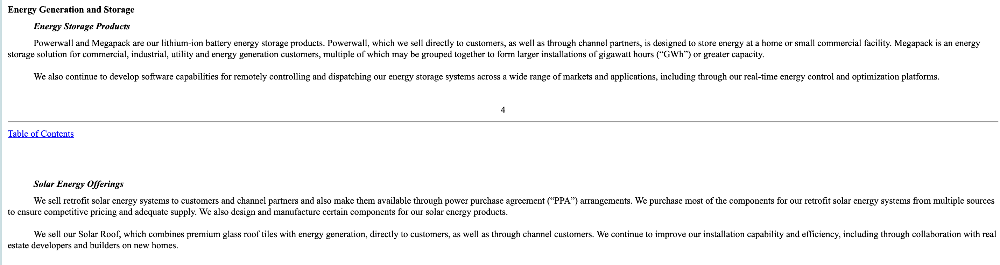 Energy Generation and Storage
Energy Storage Products
Powerwall and Megapack are our lithium-ion battery energy storage products. Powerwall, which we sell directly to customers, as well as through channel partners, is designed to store energy at a home or small commercial facility. Megapack is an energy
storage solution for commercial, industrial, utility and energy generation customers, multiple of which may be grouped together to form larger installations of gigawatt hours (“GWh”) or greater capacity.
We also continue to develop software capabilities for remotely controlling and dispatching our energy storage systems across a wide range of markets and applications, including through our real-time energy control and optimization platforms.
4
Table of Contents
Solar Energy Offerings
We sell retrofit solar energy systems to customers and channel partners and also make them available through power purchase agreement (“PPA”) arrangements. We purchase most of the components for our retrofit solar energy systems from multiple sources
to ensure competitive pricing and adequate supply. We also design and manufacture certain components for our solar energy products.
We sell our Solar Roof, which combines premium glass roof tiles with energy generation, directly to customers, as well as through channel customers. We continue to improve our installation capability and efficiency, including through collaboration with real
estate developers and builders on new homes.